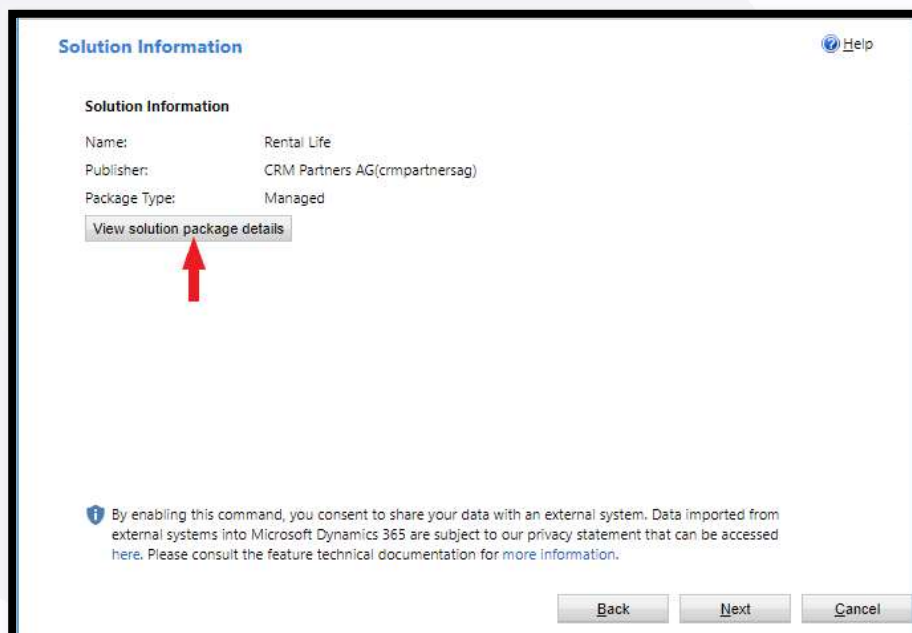 Solution Information
Help
Solution Information
Name: Rental Life
Publisher: CRM Partners AG(crmpartnersag)
Package Type: Managed
View solution package details
By enabling this command, you consent to share your data with an external system. Data imported from
external systems into Microsoft Dynamics 365 are subject to our privacy statement that can be accessed
here. Please consult the feature technical documentation for more information.
Back Next Cancel